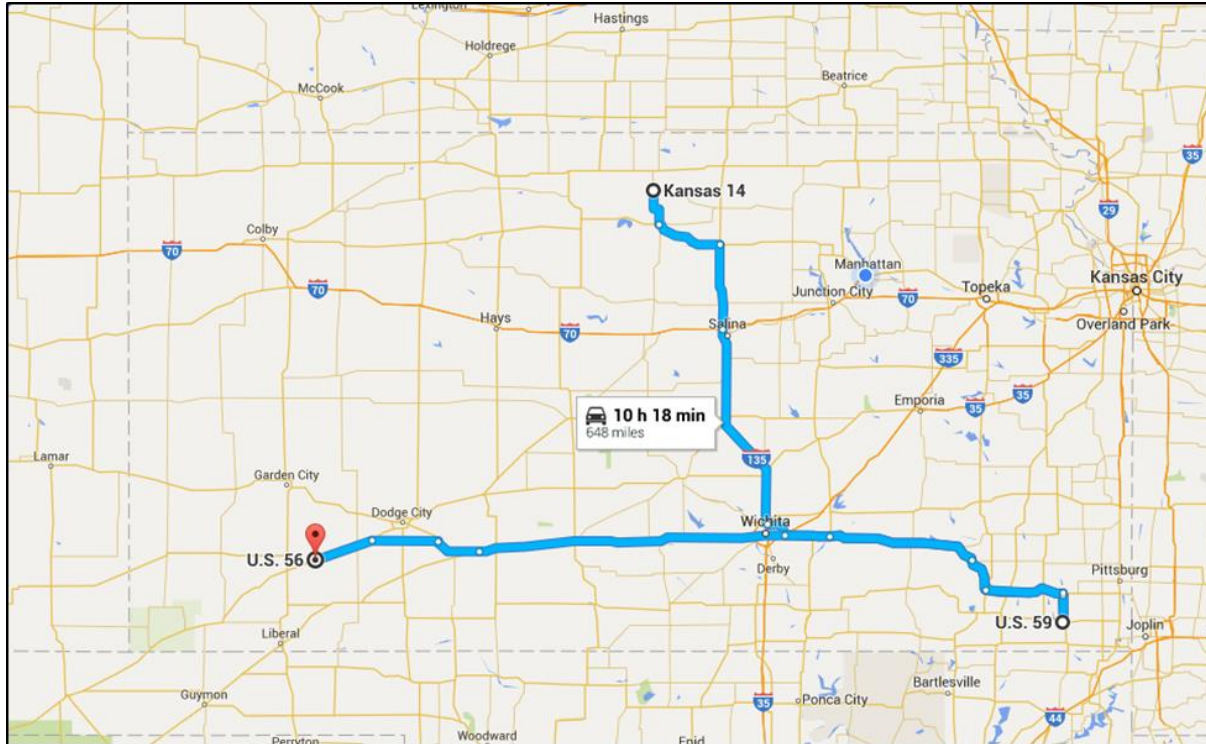 Lexington
Hastings
Holdrege
McCook
Beatrice
35
Kansas 14
29
Colby
70
Manhattan
Kansas City
70
Junction City
70
Topeka
Hays
70
Salina
Overland Park
335
10 h 18 min
648 miles
Emporia
35
35
Lamar
135
Garden City
Dodge City
Wichita
U.S. 56
Derby
Pittsburg
U.S. 59
Joplin
Liberal
Bartlesville
Guymon
35
Ponca City
44
Perryton
Woodward
Enid